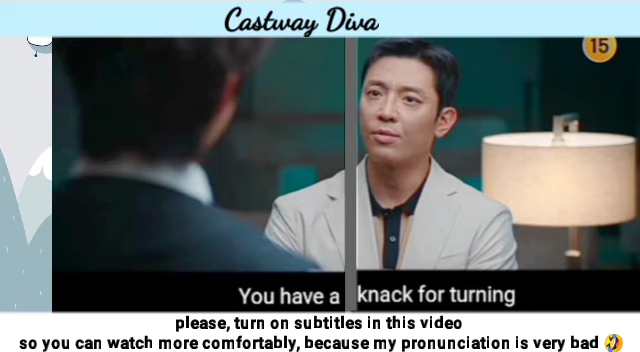 Castway Diva
15
You have a knack for turning
please, turn on subtitles in this video
so you can watch more comfortably, because my pronunciation is very bad 🤣